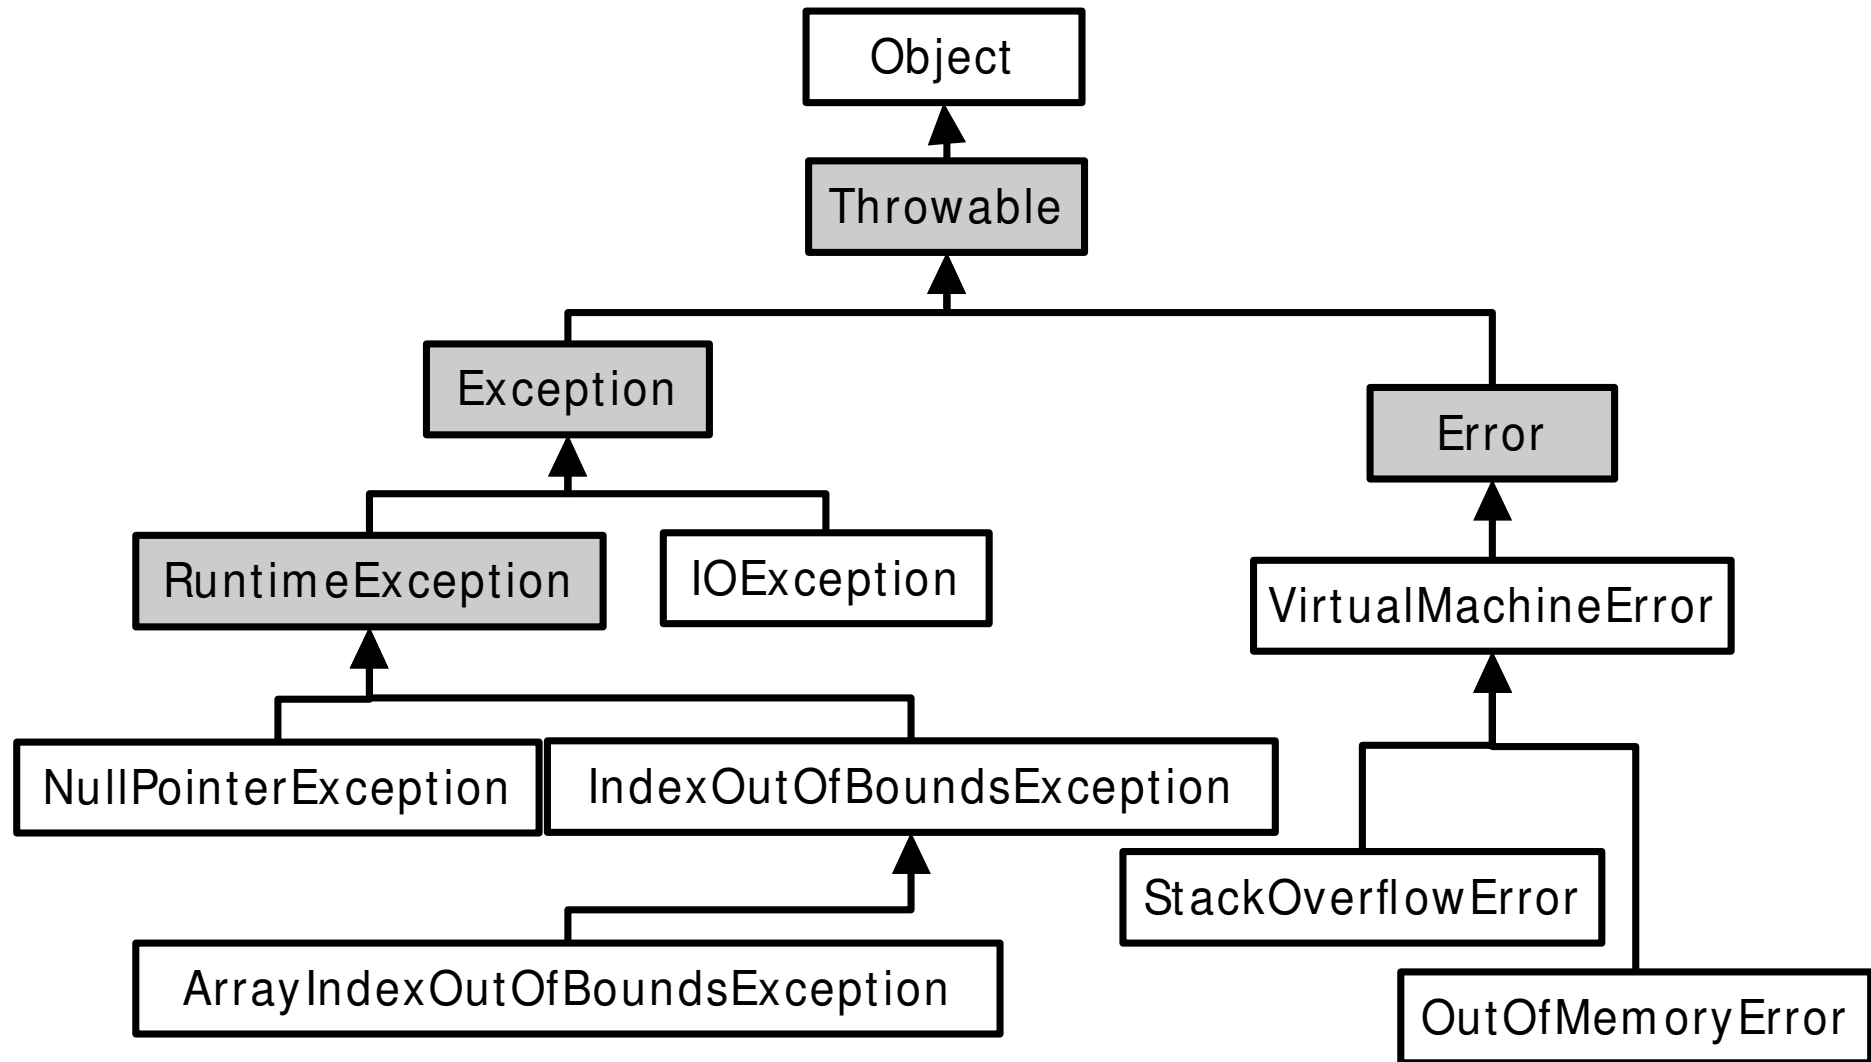 Object
Throwable
Exception
Error
RuntimeException
IOException
VirtualMachineError
NullPointerException
IndexOutOfBoundsException
StackOverflowError
ArrayIndexOutOfBoundsException
OutOfMemoryError